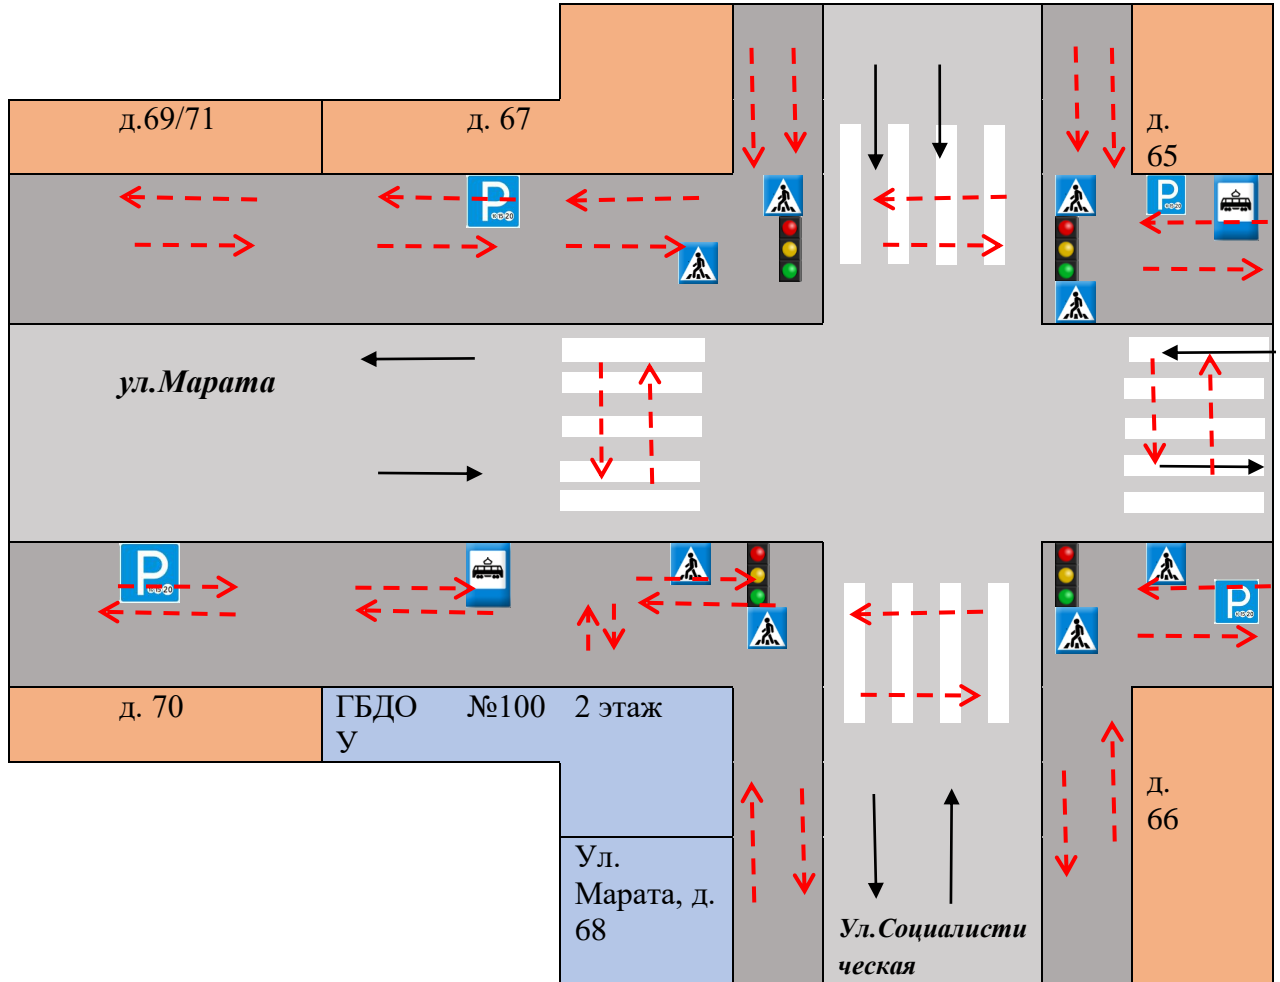 д.69/71
д. 67
д.
65
P
P
ул.Марата
P
P
д. 70
ГБДО №100 2 этаж
У
д.
66
Ул.
Марата, д.
68
Ул.Социалисти
ческая